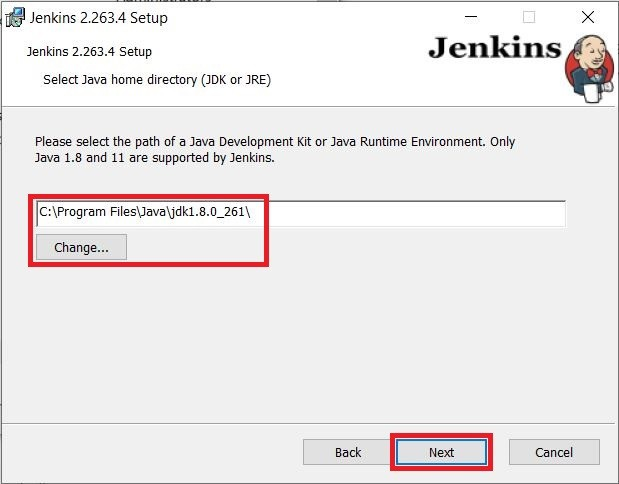 Jenkins 2.263.4 Setup
Jenkins 2.263.4 Setup
Jenkins
Select Java home directory (JDK or JRE)
Please select the path of a Java Development Kit or Java Runtime Environment. Only
Java 1.8 and 11 are supported by Jenkins.
C:\Program Files\Java\jdk1.8.0_261\
Change...
Back
Next
Cancel